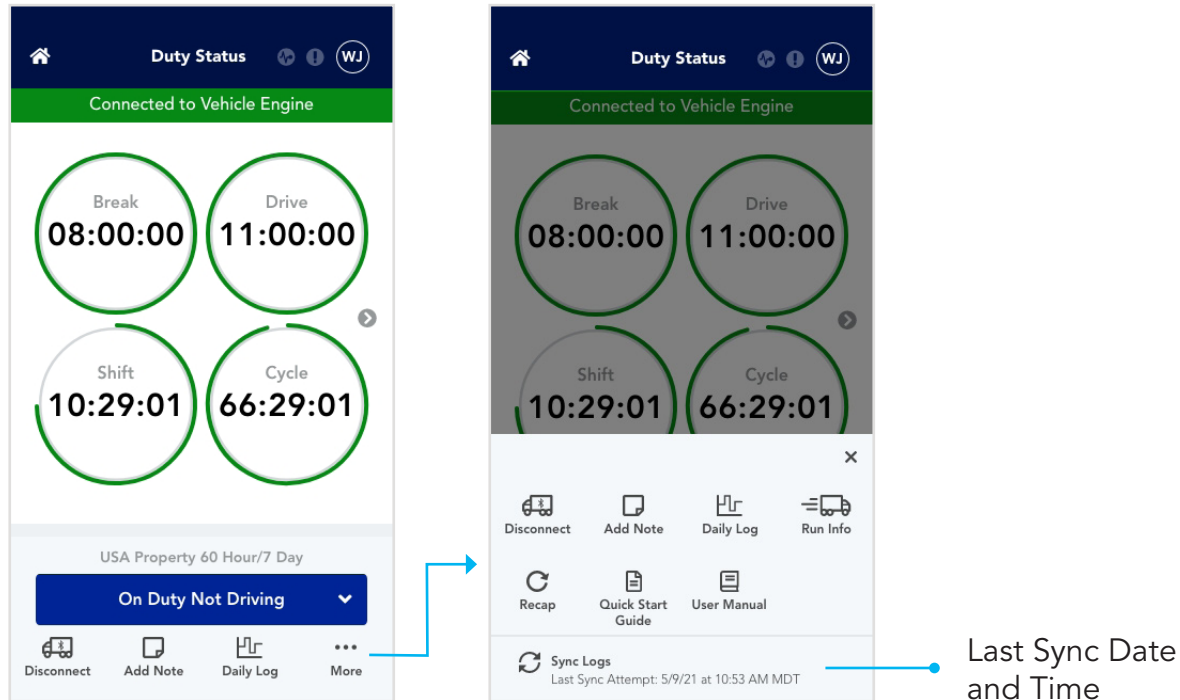 Duty Status
WJ
Connected to Vehicle Engine
Break
08:00:00
Drive
11:00:00
Shift
10:29:01
Cycle
66:29:01
USA Property 60 Hour/7 Day
On Duty Not Driving
Disconnect
Add Note
Daily Log
More
Duty Status
WJ
Connected to Vehicle Engine
Break
08:00:00
Drive
11:00:00
Shift
10:29:01
Cycle
66:29:01
Disconnect
Add Note
Daily Log
Run Info
Recap
Quick Start
Guide
User Manual
Sync Logs
Last Sync Attempt: 5/9/21 at 10:53 AM MDT
Last Sync Date
and Time